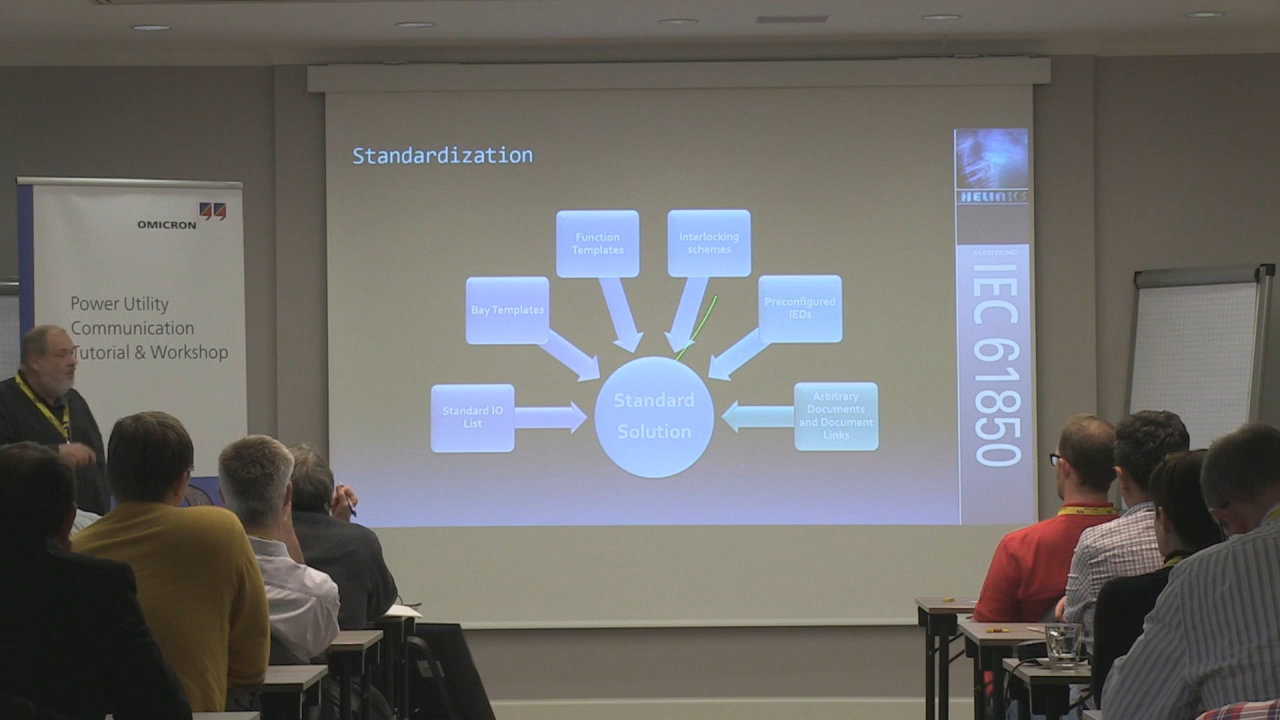 Standardization
HELINKS
OMICRON
Power Utility
Communication
Tutorial & Workshop
Function
Templates
Interlocking
schemes
Bay Templates
Preconfigured
IEDs
Standard IO
List
Standard
Solution
Arbitrary
Documents
and Document
Links
MASTERING
IEC 61850